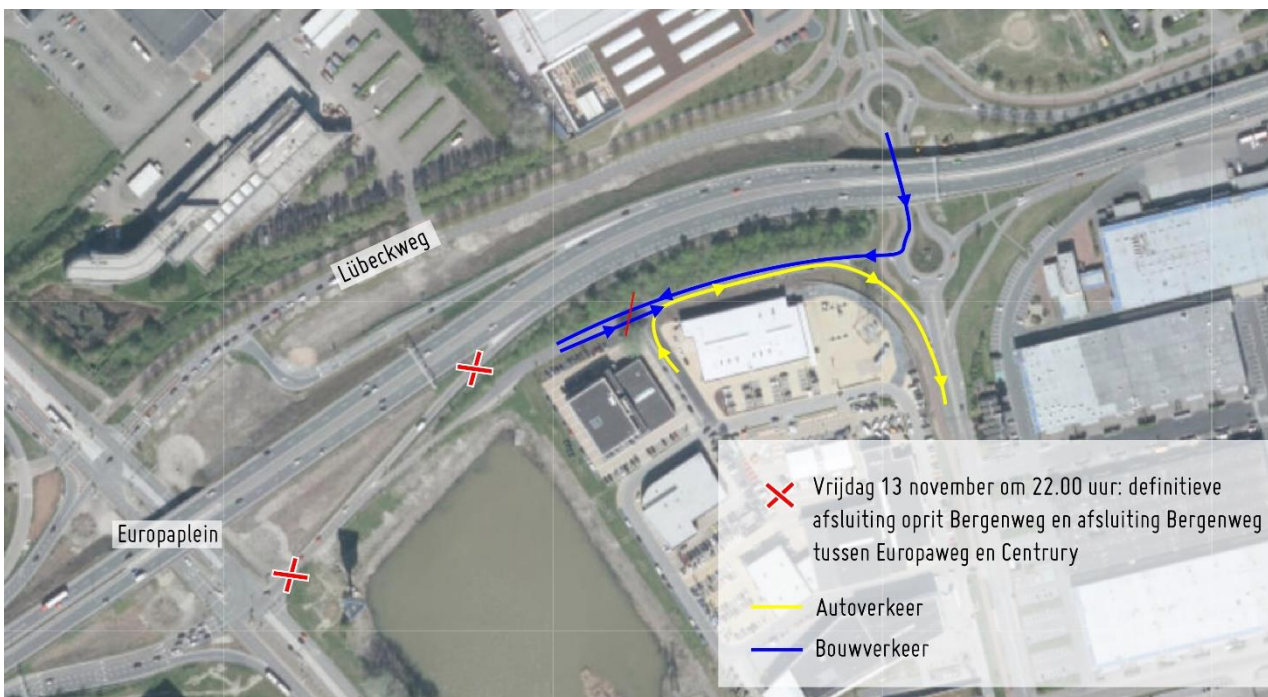 Lübeckweg
Europaplein
Vrijdag 13 november om 22.00 uur: definitieve
afsluiting oprit Bergenweg en afsluiting Bergenweg
tussen Europaweg en Centrury
Autoverkeer
Bouwverkeer